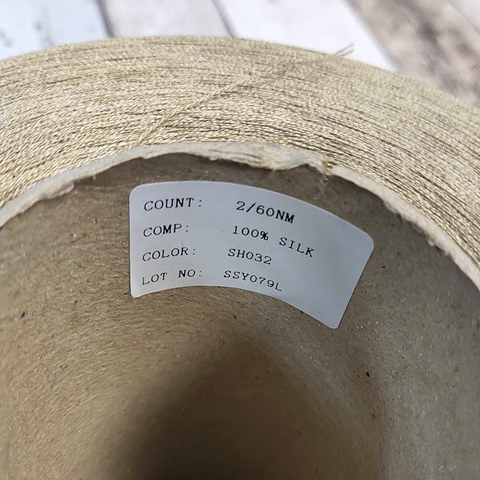 COUNT: 2/60NM
COMP: 100% SILK
COLOR: SH032
LOT NO: SSY079L